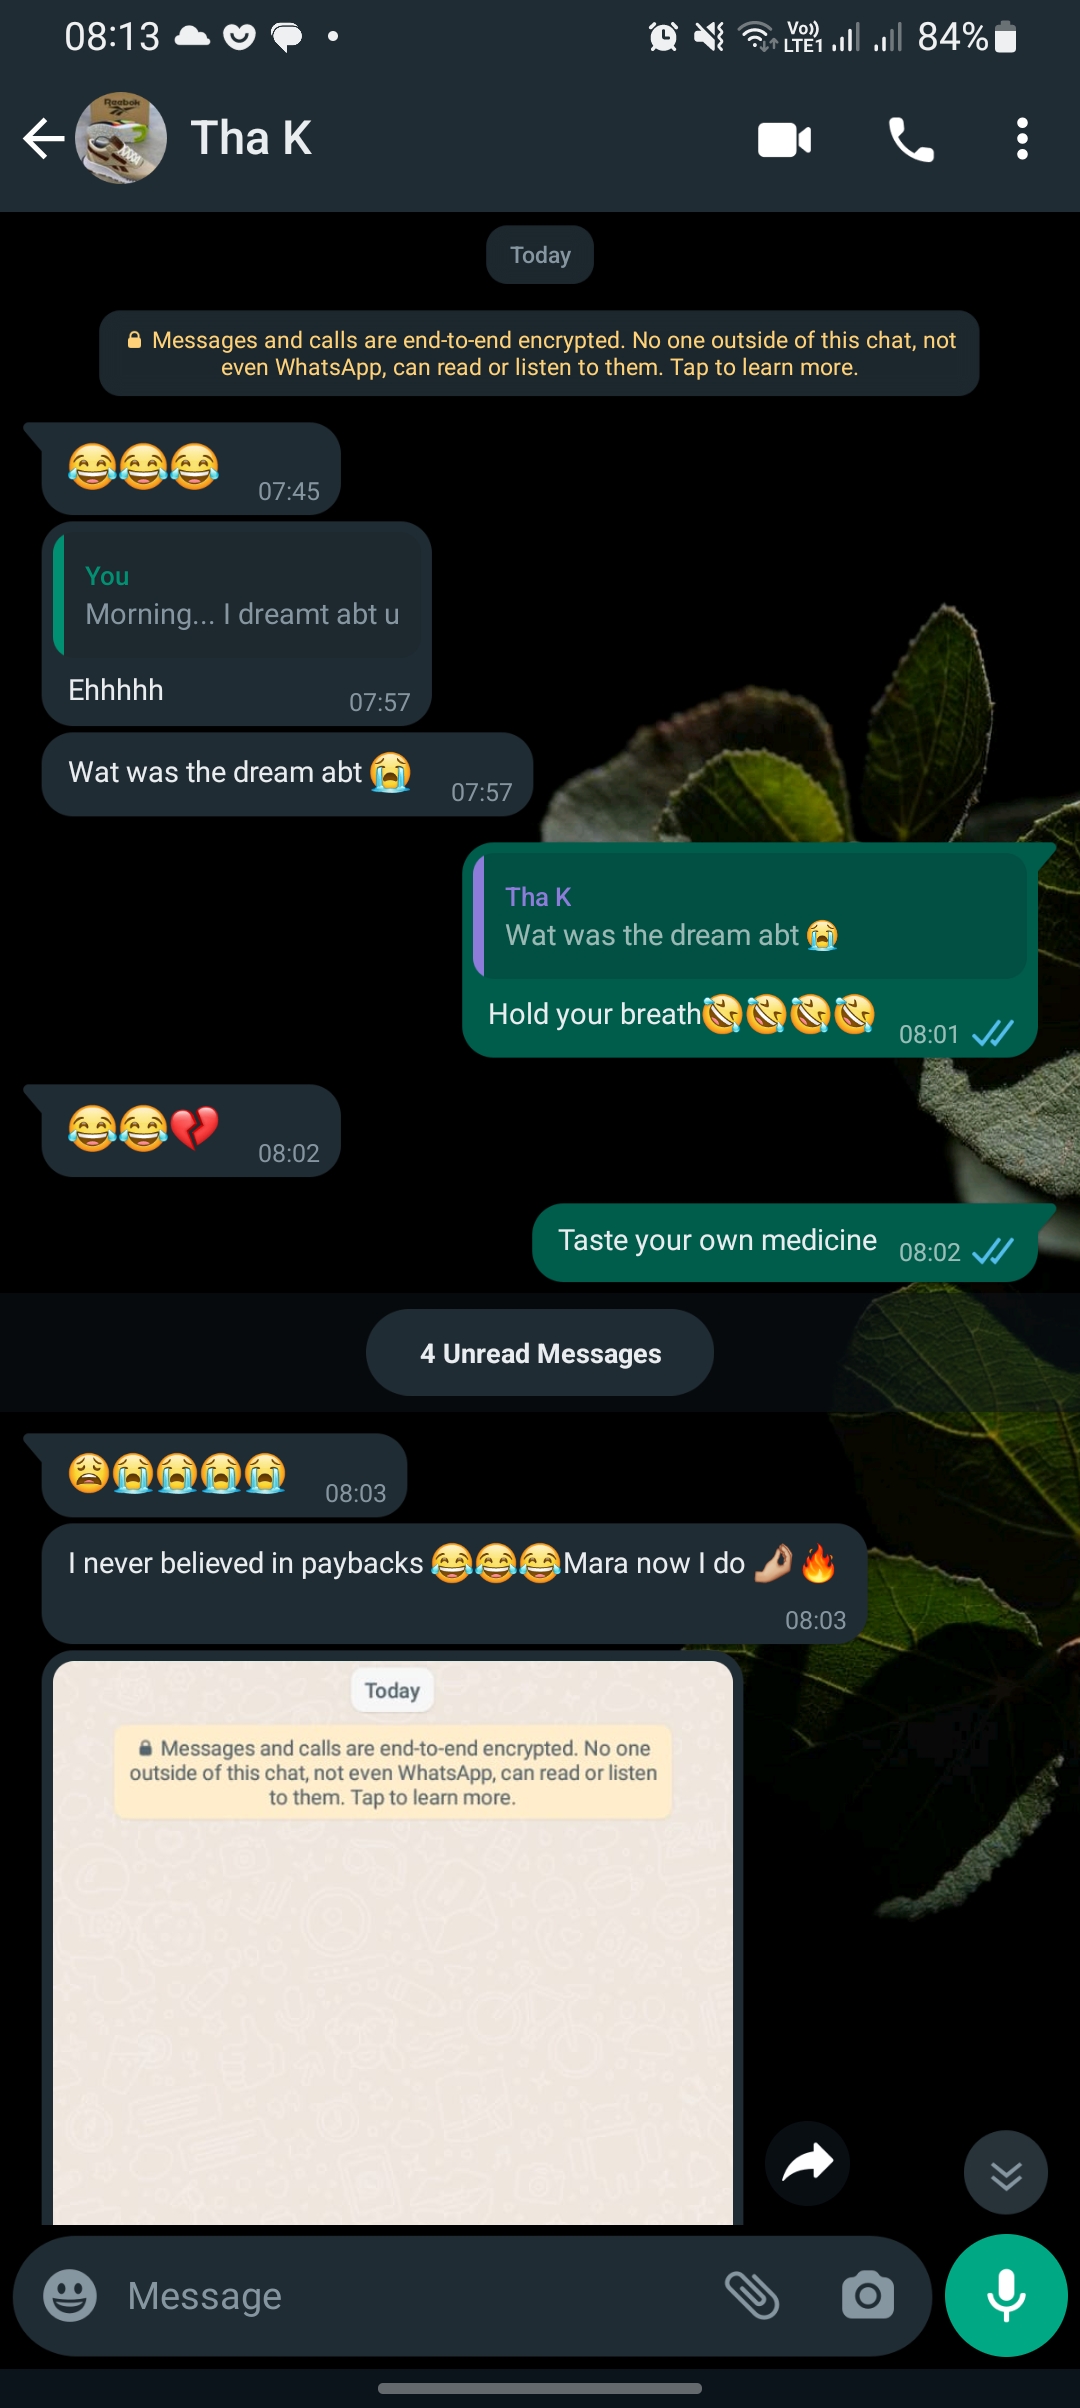 08:13
Vo))
LTE1
84%
Reebok
Tha K
Today
Messages and calls are end-to-end encrypted. No one outside of this chat, not
even WhatsApp, can read or listen to them. Tap to learn more.
😂😂😂 07:45
You
Morning... I dreamt abt u
Ehhhhh 07:57
Wat was the dream abt 😭 07:57
Tha K
Wat was the dream abt 😭
Hold your breath🤣🤣🤣🤣 08:01
😂😂💔 08:02
Taste your own medicine 08:02
4 Unread Messages
😩😭😭😭😭 08:03
I never believed in paybacks 😂😂😂Mara now I do 🤌🏼🔥
08:03
Today
Messages and calls are end-to-end encrypted. No one
outside of this chat, not even WhatsApp, can read or listen
to them. Tap to learn more.
Message